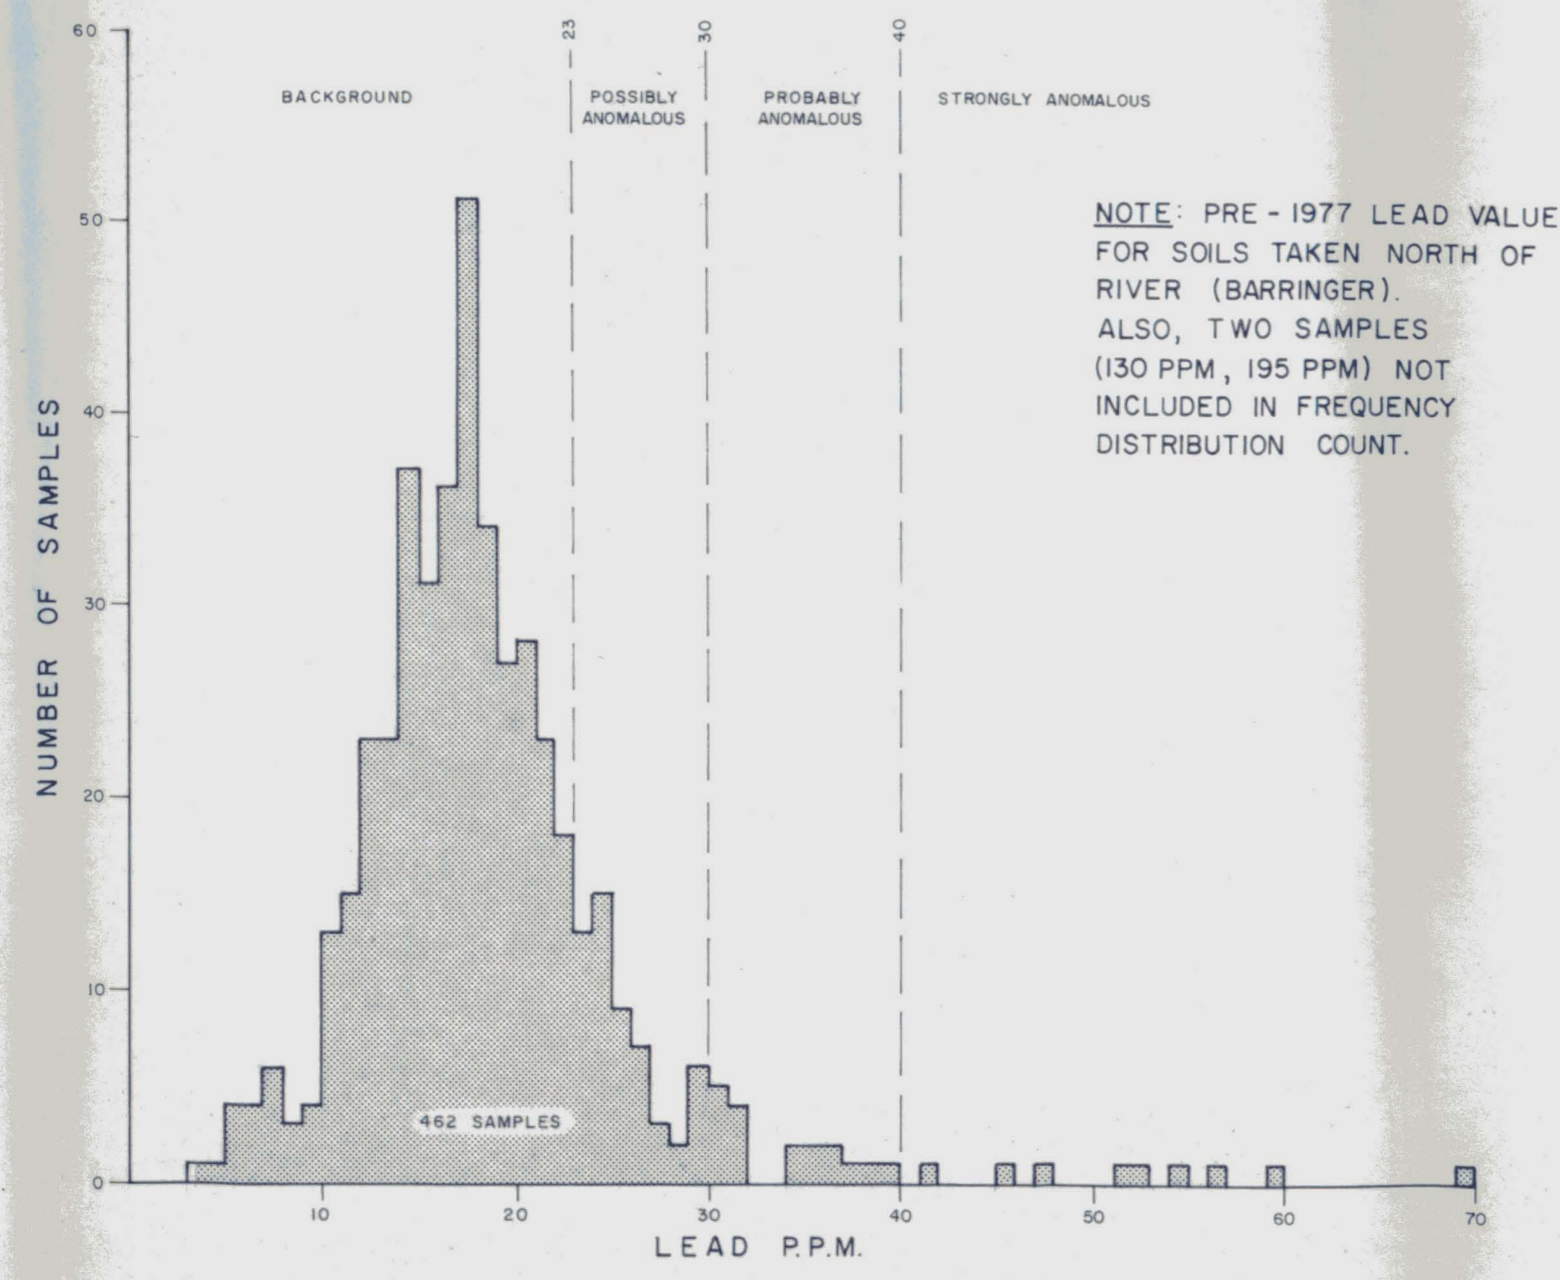 60
23
30
40
BACKGROUND
POSSIBLY
ANOMALOUS
PROBABLY
ANOMALOUS
STRONGLY ANOMALOUS
NOTE: PRE-1977 LEAD VALUE
FOR SOILS TAKEN NORTH OF
RIVER (BARRINGER).
ALSO, TWO SAMPLES
(130 PPM, 195 PPM) NOT
INCLUDED IN FREQUENCY
DISTRIBUTION COUNT.
50
40
30
20
10
0
NUMBER OF SAMPLES
462 SAMPLES
10
20
30
40
50
60
70
LEAD P.P.M.